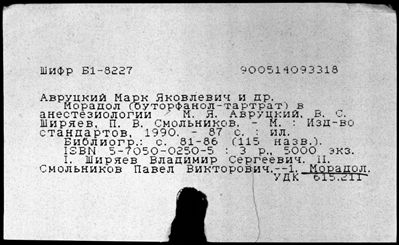 Шифр Б1-8227 900514093318
Авруцкий Марк Яковлевич и др.
Морадол (буторфанол-тартрат) в
анестезиологии М. Я. Авруцкий, В. С.
Ширяев, П. В. Смольников. - М. : Изд-во
стандартов, 1990. - 87 с. : ил.
Библиогр.: с. 81-86 (115 назв.).
ISBN 5-7050-0250-5 : 3 р., 5000 экз.
I. Ширяев Владимир Сергеевич. II.
Смольников Павел Викторович.--1. Морадол.
УДК 615.211